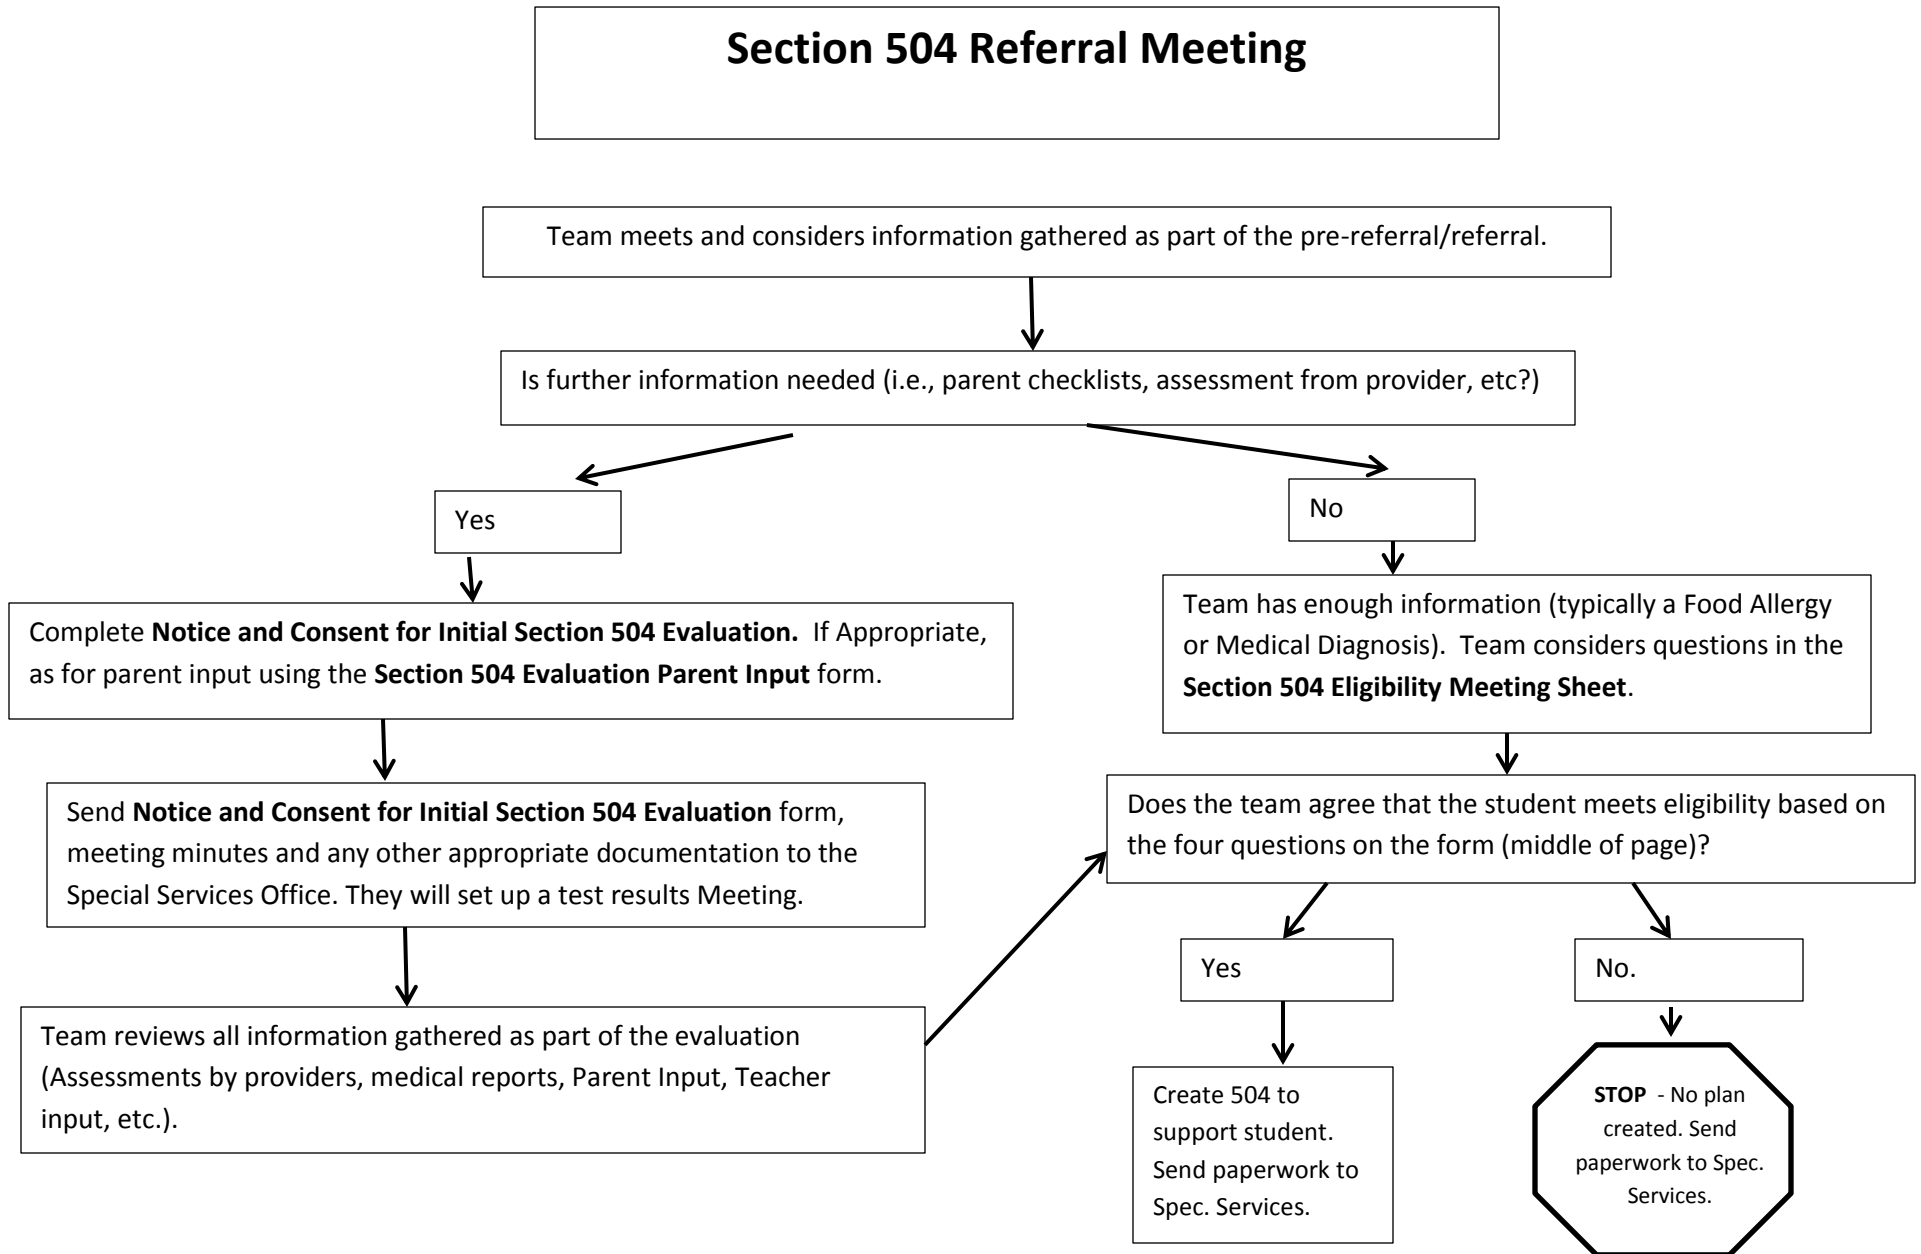 Section 504 Referral Meeting
Team meets and considers information gathered as part of the pre-referral/referral.
Is further information needed (i.e., parent checklists, assessment from provider, etc?)
Yes
Complete Notice and Consent for Initial Section 504 Evaluation.  If Appropriate,
as for parent input using the Section 504 Evaluation Parent Input form.
Send Notice and Consent for Initial Section 504 Evaluation form,
meeting minutes and any other appropriate documentation to the
Special Services Office. They will set up a test results Meeting.
Team reviews all information gathered as part of the evaluation
(Assessments by providers, medical reports, Parent Input, Teacher
input, etc.).
No
Team has enough information (typically a Food Allergy
or Medical Diagnosis).  Team considers questions in the
Section 504 Eligibility Meeting Sheet.
Does the team agree that the student meets eligibility based on
the four questions on the form (middle of page)?
Yes
Create 504 to
support student.
Send paperwork to
Spec. Services.
No.
STOP  - No plan
created. Send
paperwork to Spec.
Services.